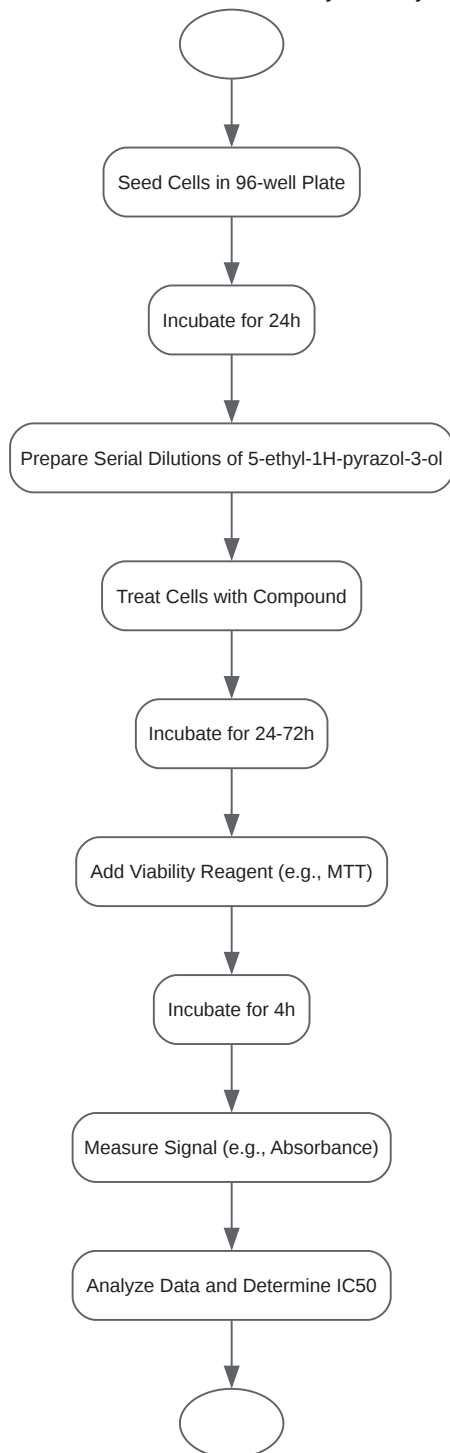 Seed Cells in 96-well Plate
Incubate for 24h
Prepare Serial Dilutions of 5-ethyl-1H-pyrazol-3-ol
Treat Cells with Compound
Incubate for 24-72h
Add Viability Reagent (e.g., MTT)
Incubate for 4h
Measure Signal (e.g., Absorbance)
Analyze Data and Determine IC50